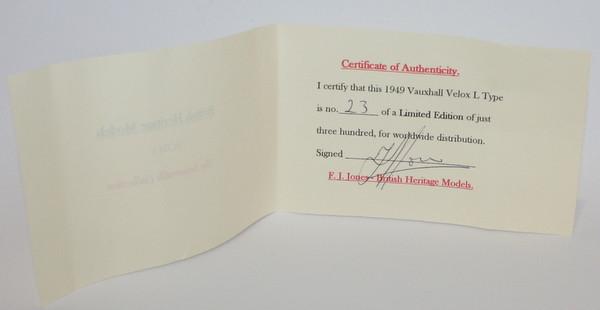 Certificate of Authenticity.
I certify that this 1949 Vauxhall Velox L Type
is no. 23 of a Limited Edition of just
three hundred, for worldwide distribution.
Signed
F. J. Jones - British Heritage Models.